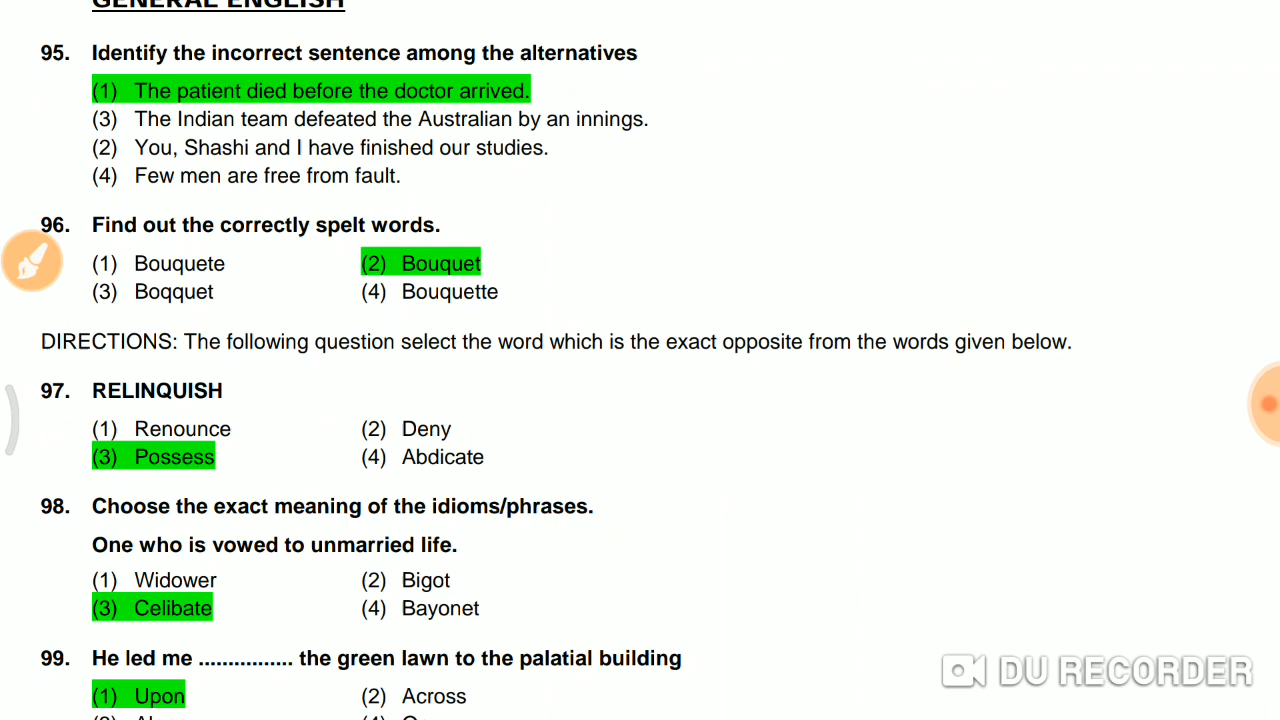 GENERAL ENGLISH
95. Identify the incorrect sentence among the alternatives
(1) The patient died before the doctor arrived.
(3) The Indian team defeated the Australian by an innings.
(2) You, Shashi and I have finished our studies.
(4) Few men are free from fault.
96. Find out the correctly spelt words.
(1) Bouquete (2) Bouquet
(3) Boqquet (4) Bouquette
DIRECTIONS: The following question select the word which is the exact opposite from the words given below.
97. RELINQUISH
(1) Renounce (2) Deny
(3) Possess (4) Abdicate
98. Choose the exact meaning of the idioms/phrases.
One who is vowed to unmarried life.
(1) Widower (2) Bigot
(3) Celibate (4) Bayonet
99. He led me ................ the green lawn to the palatial building
(1) Upon (2) Across
DU RECORDER